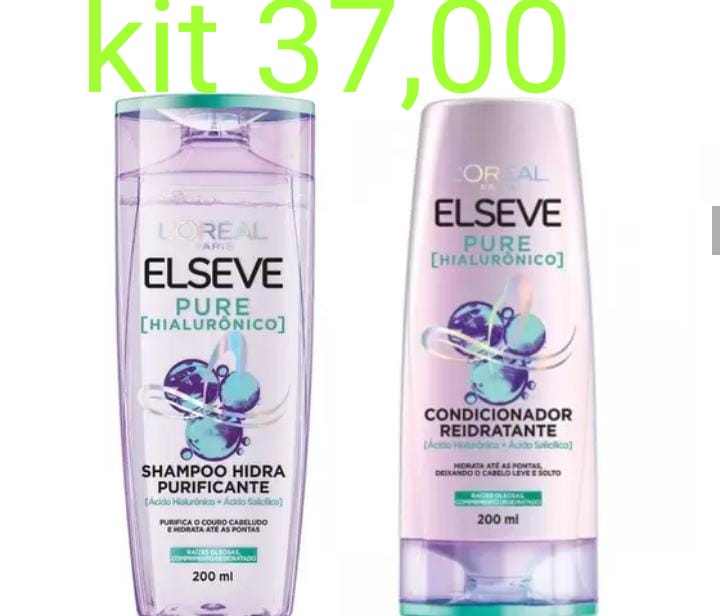 kit 37,00
L'ORÉAL
PARIS
ELSEVE
PURE
[HIALURÔNICO]
SHAMPOO HIDRA
PURIFICANTE
[Ácido Hialurônico + Ácido Salicílico]
PURIFICA O COURO CABELUDO
E HIDRATA ATÉ AS PONTAS
RAÍZES OLEOSAS,
COMPRIMENTO DESIDRATADO
200 ml
L'ORÉAL
PARIS
ELSEVE
PURE
[HIALURÔNICO]
CONDICIONADOR
REIDRATANTE
[Ácido Hialurônico + Ácido Salicílico]
HIDRATA ATÉ AS PONTAS,
DEIXANDO O CABELO LEVE E SOLTO
RAÍZES OLEOSAS,
COMPRIMENTO DESIDRATADO
200 ml